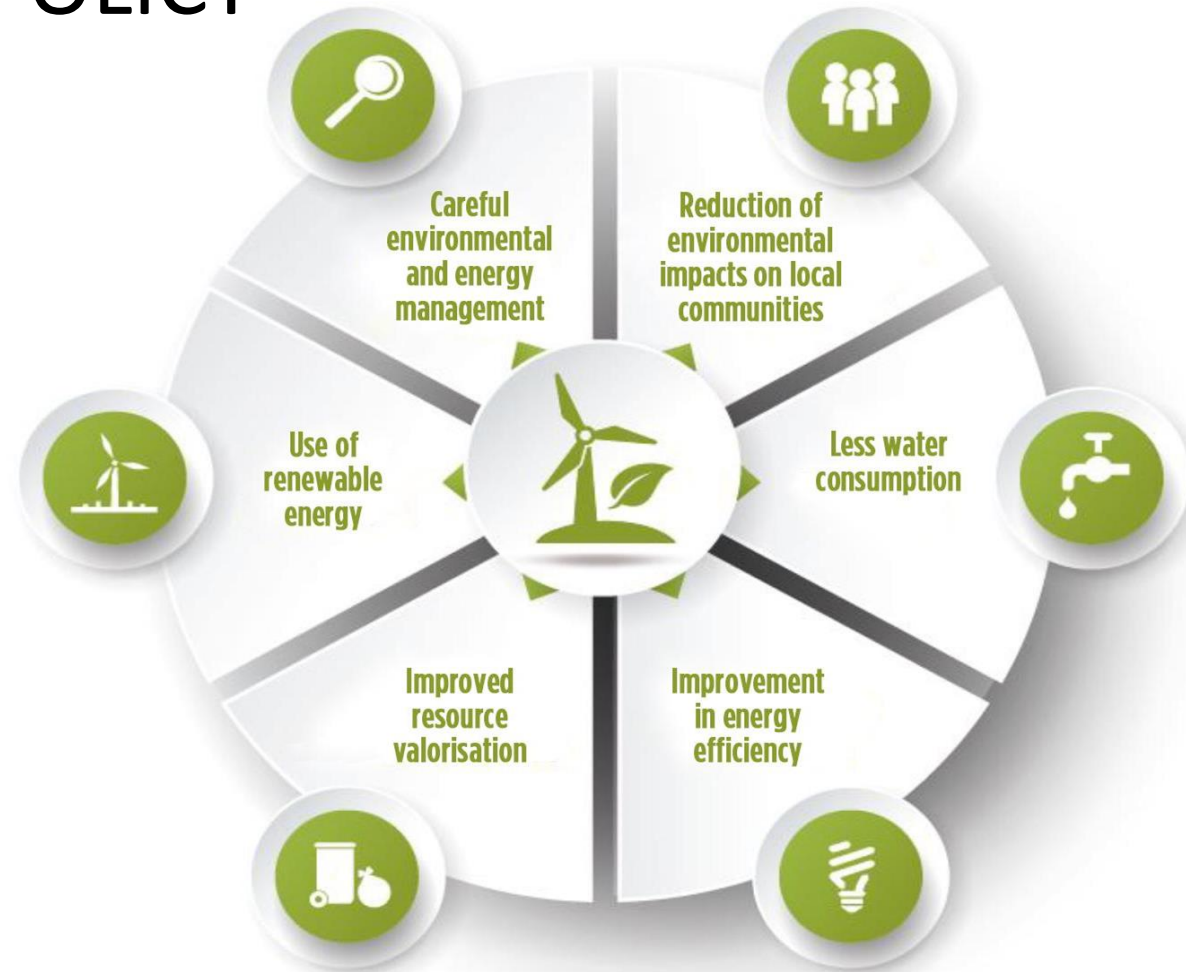 OLICY
Careful
environmental
and energy
management
Reduction of
environmental
impacts on local
communities
Use of
renewable
energy
Less water
consumption
Improved
resource
valorisation
Improvement
in energy
efficiency